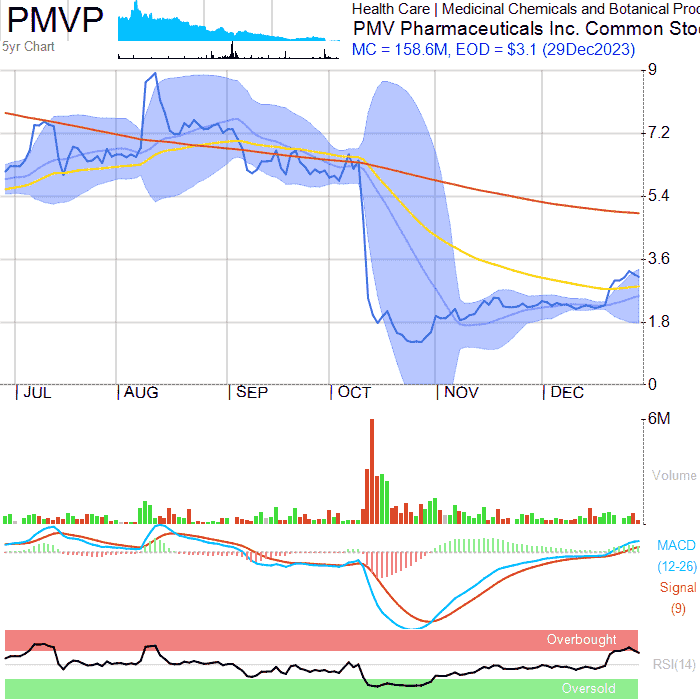 PMVP
5yr Chart
Health Care | Medicinal Chemicals and Botanical Proc
PMV Pharmaceuticals Inc. Common Sto
MC = 158.6M, EOD = $3.1 (29Dec2023)
9
7.2
5.4
3.6
1.8
0
JUL AUG SEP OCT NOV DEC
6M
Volume
MACD
(12-26)
Signal
(9)
Overbought
RSI(14)
Oversold